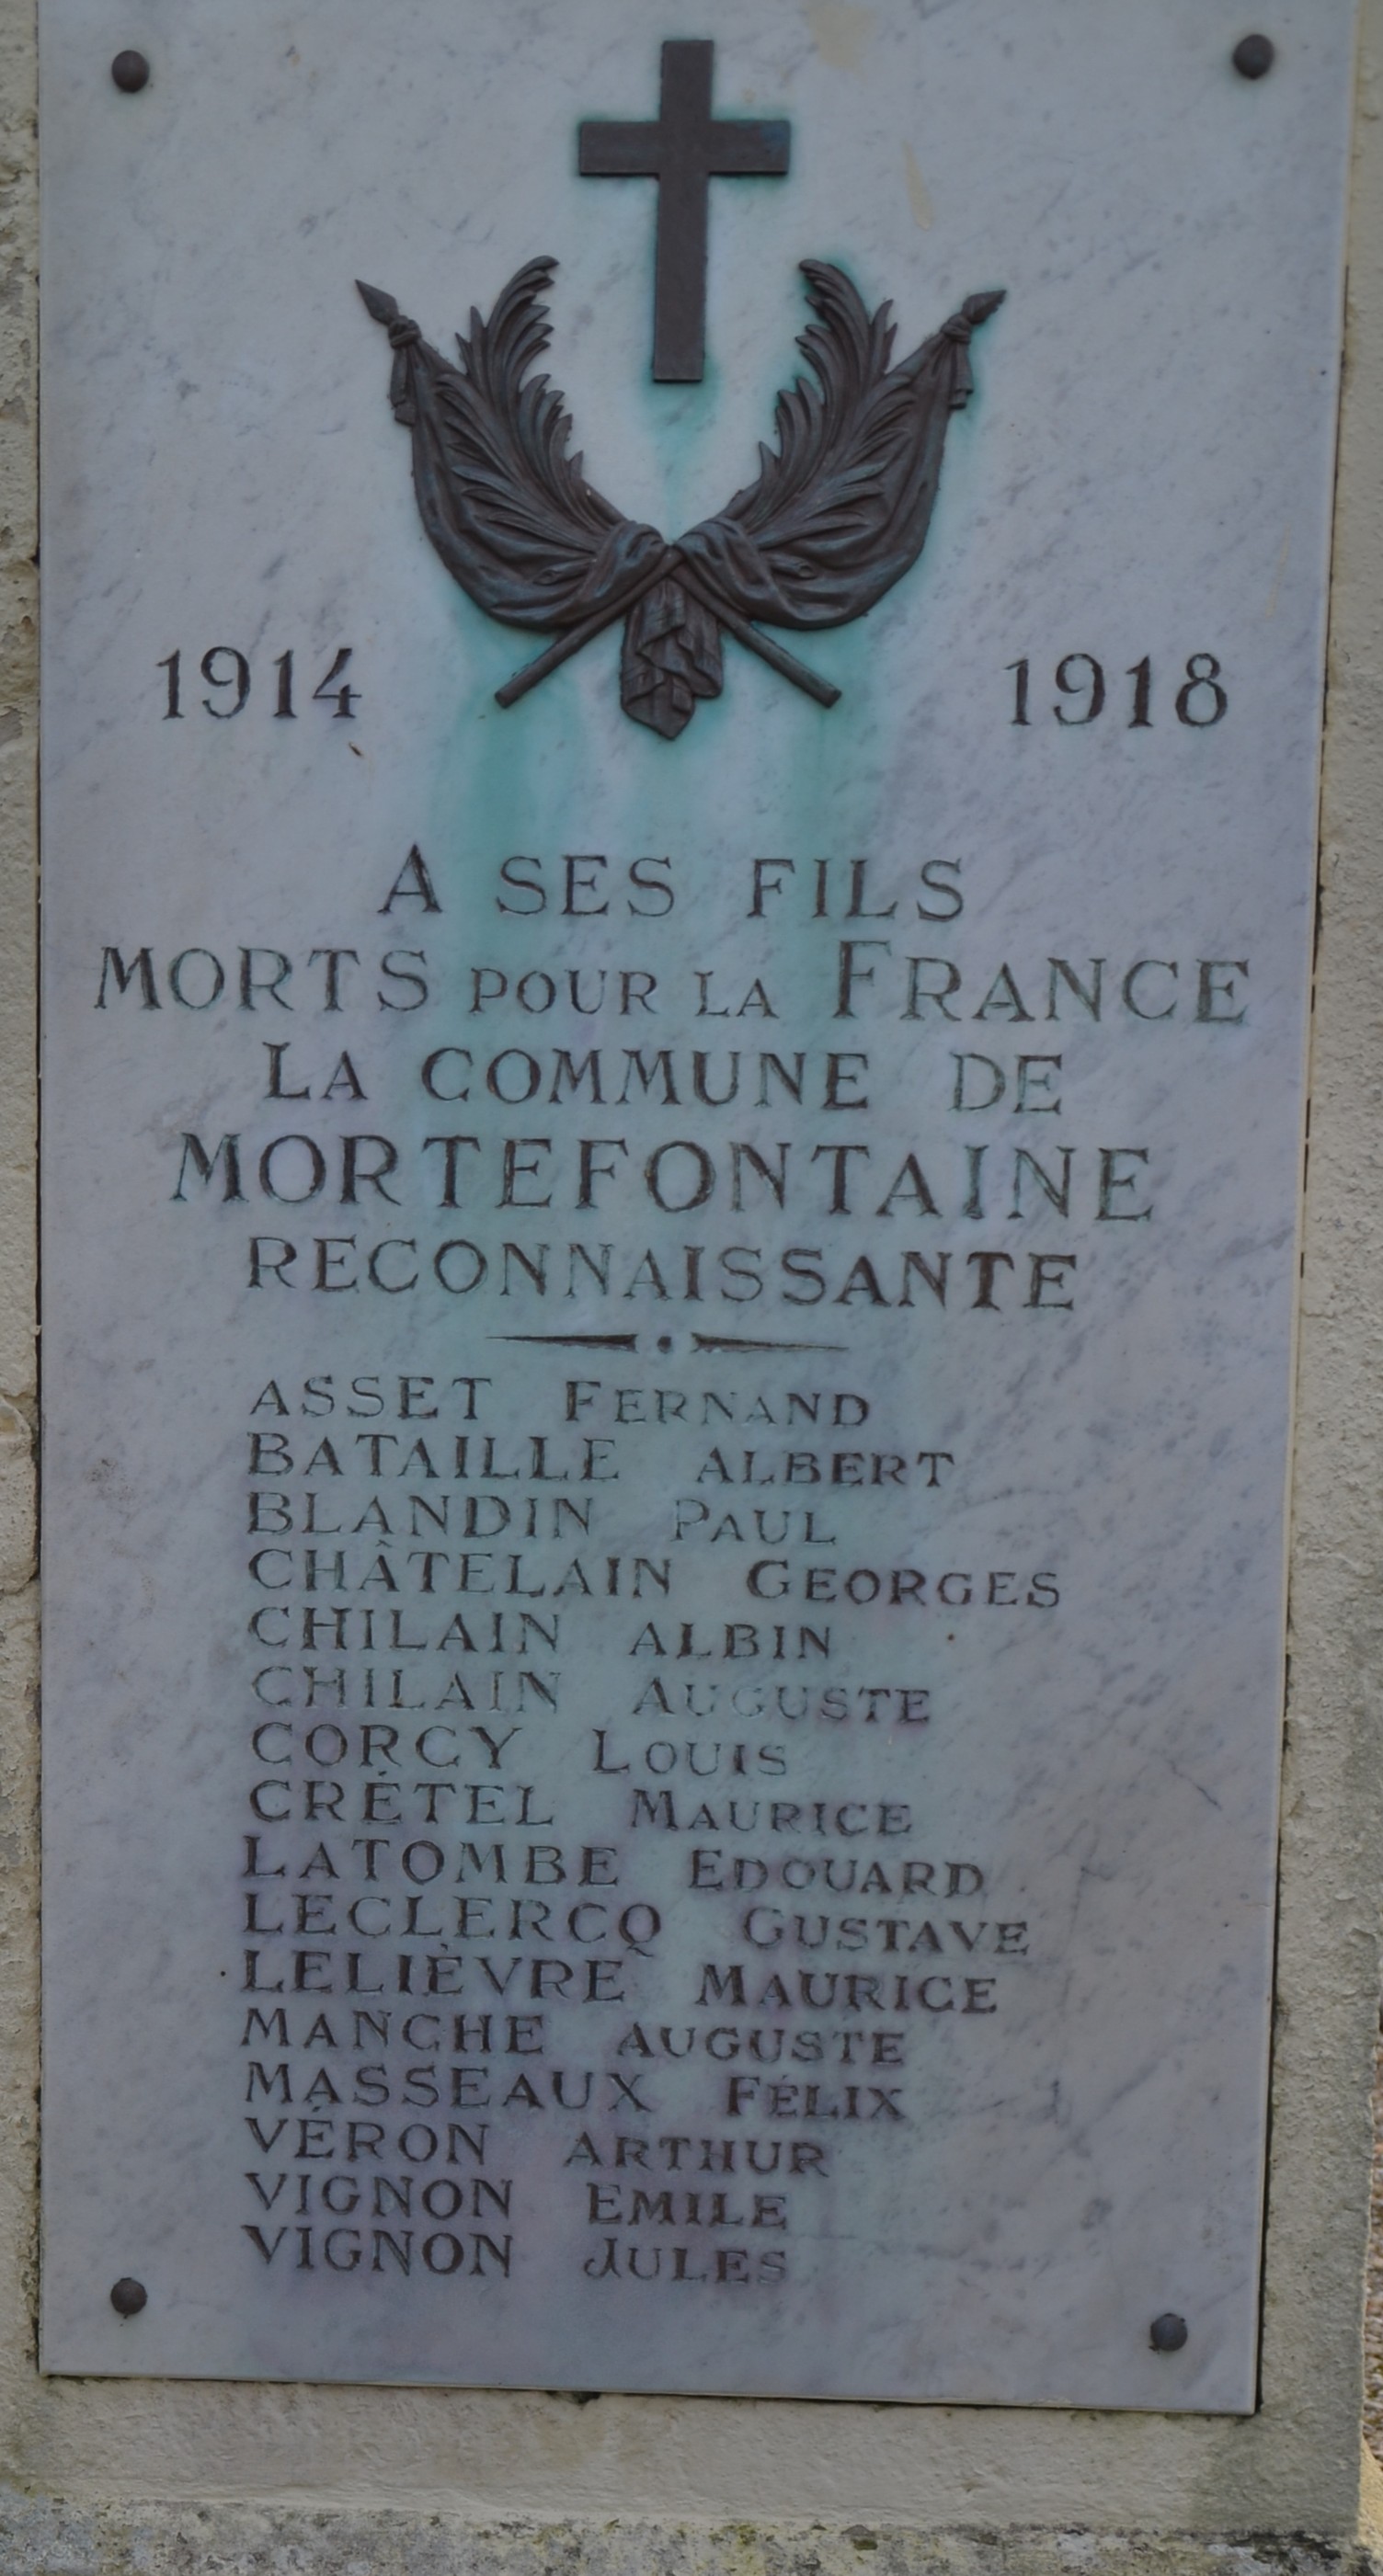 1914 1918
A SES FILS
MORTS POUR LA FRANCE
LA COMMUNE DE
MORTEFONTAINE
RECONNAISSANTE
ASSET FERNAND
BATAILLE ALBERT
BLANDIN PAUL
CHÂTELAIN GEORGES
CHILAIN ALBIN
CHILAIN AUGUSTE
CORCY LOUIS
CRÉTEL MAURICE
LATOMBE EDOUARD
LECLERCQ GUSTAVE
LELIÈVRE MAURICE
MANCHE AUGUSTE
MASSEAUX FÉLIX
VÉRON ARTHUR
VIGNON EMILE
VIGNON JULES